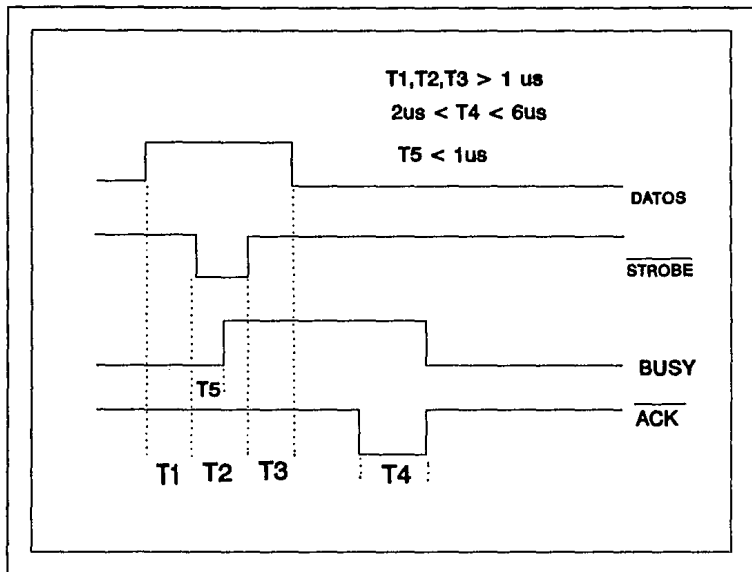 T1,T2,T3 > 1 us
2us < T4 < 6us
T5 < 1us
DATOS
STROBE
BUSY
T5
ACK
T1 T2 T3 T4